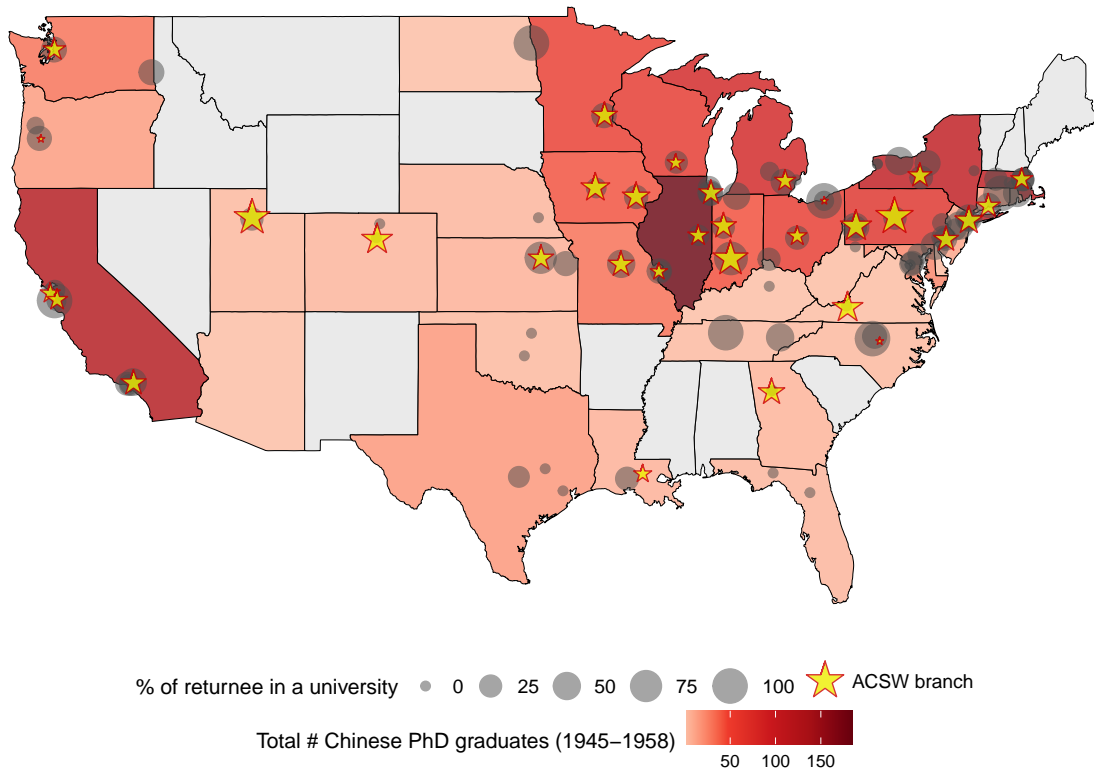 % of returnee in a university 0 25 50 75 100 ACSW branch
Total # Chinese PhD graduates (1945−1958)
50 100 150